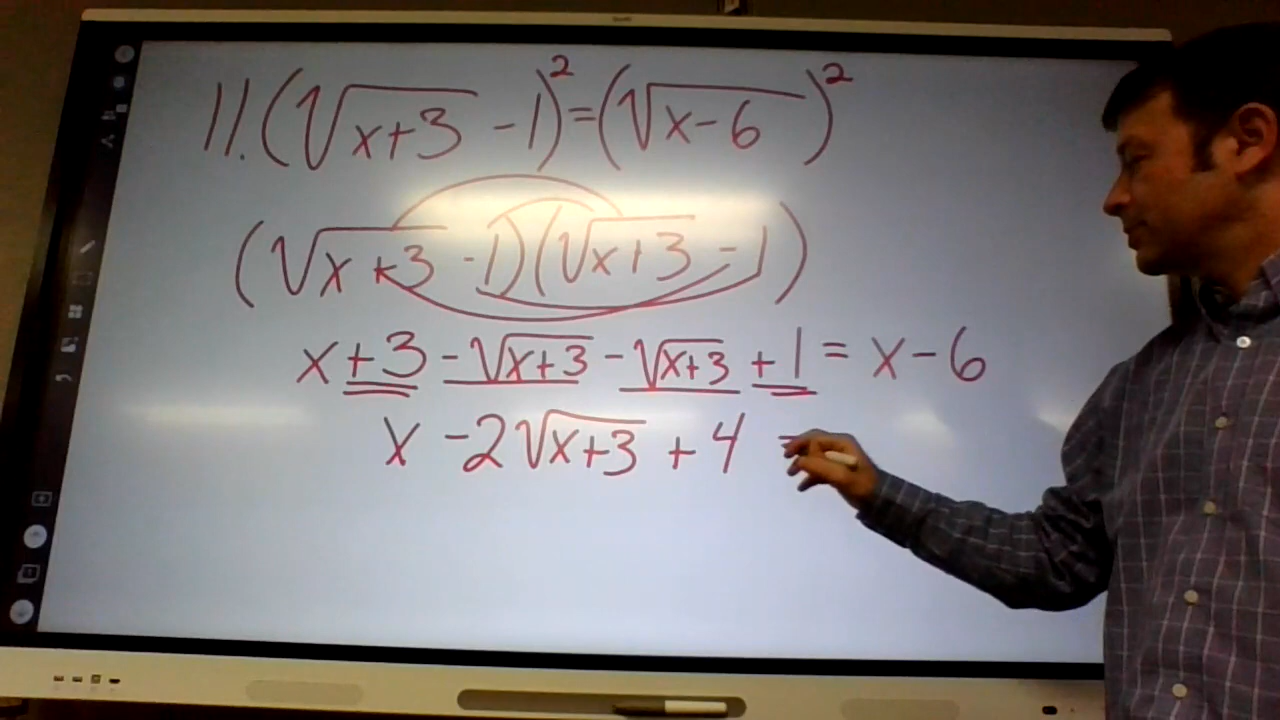 11. (√x+3 - 1)² = (√x-6)²
(√x+3 - 1)(√x+3 - 1)
x + 3 - √x+3 - √x+3 + 1 = x - 6
x - 2√x+3 + 4 =